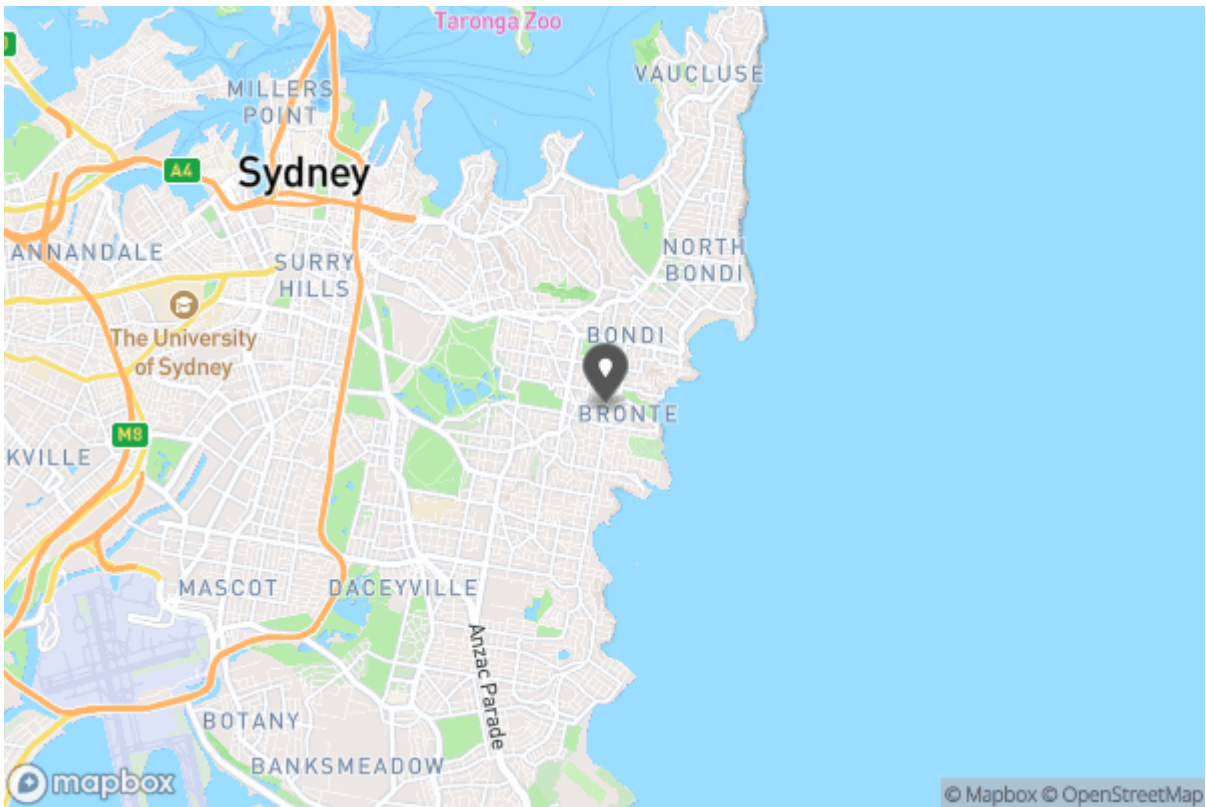 Taronga Zoo
VAUCLUSE
MILLERS
POINT
A4
Sydney
ANNANDALE
SURRY
HILLS
NORTH
BONDI
The University
of Sydney
BONDI
BRONTE
M8
KVILLE
MASCOT
DACEYVILLE
Anzac Parade
BOTANY
BANKSMEADOW
mapbox
© Mapbox © OpenStreetMap